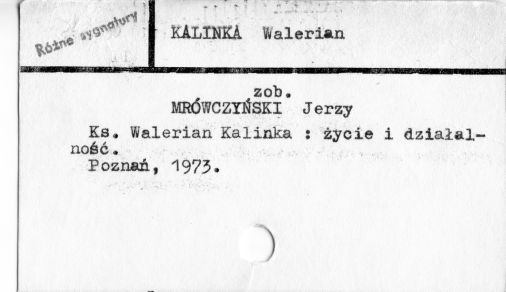 Różne sygnatury
KALINKA Walerian
zob.
MRÓWCZYŃSKI Jerzy
Ks. Walerian Kalinka : życie i działal-
ność.
Poznań, 1973.